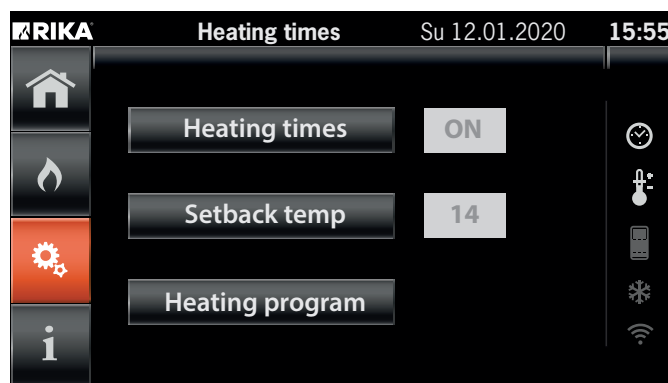 RIKA Heating times Su 12.01.2020 15:55
Heating times ON
Setback temp 14
Heating program
i